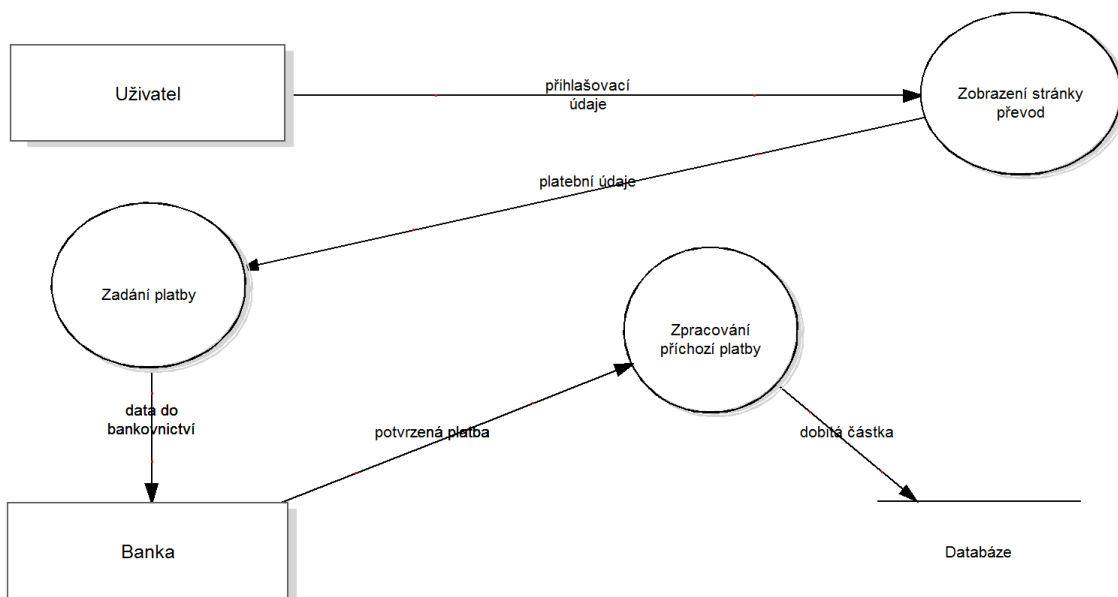 Uživatel
přihlašovací
údaje
Zobrazení stránky
převod
platební údaje
Zadání platby
Zpracování
příchozí platby
data do
bankovnictví
potvrzená platba
dobítá částka
Banka
Databáze